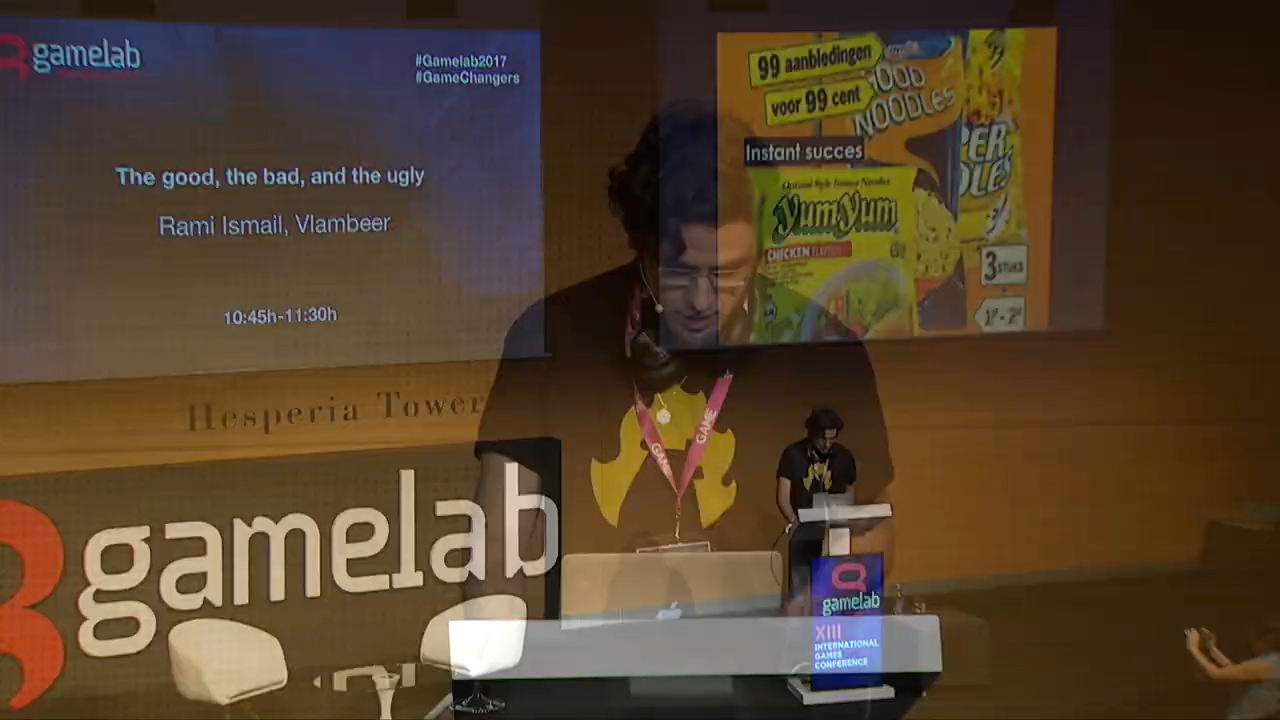 gamelab
#Gamelab2017
#GameChangers
The good, the bad, and the ugly
Rami Ismail, Vlambeer
10:45h-11:30h
99 aanbiedingen
voor 99 cent
NOODLES
Instant succes
YumYum
CHICKEN
3 STUKS
Hesperia Tower
gamelab
GAME
GAME
gamelab
XIII
INTERNATIONAL
GAMES
CONFERENCE